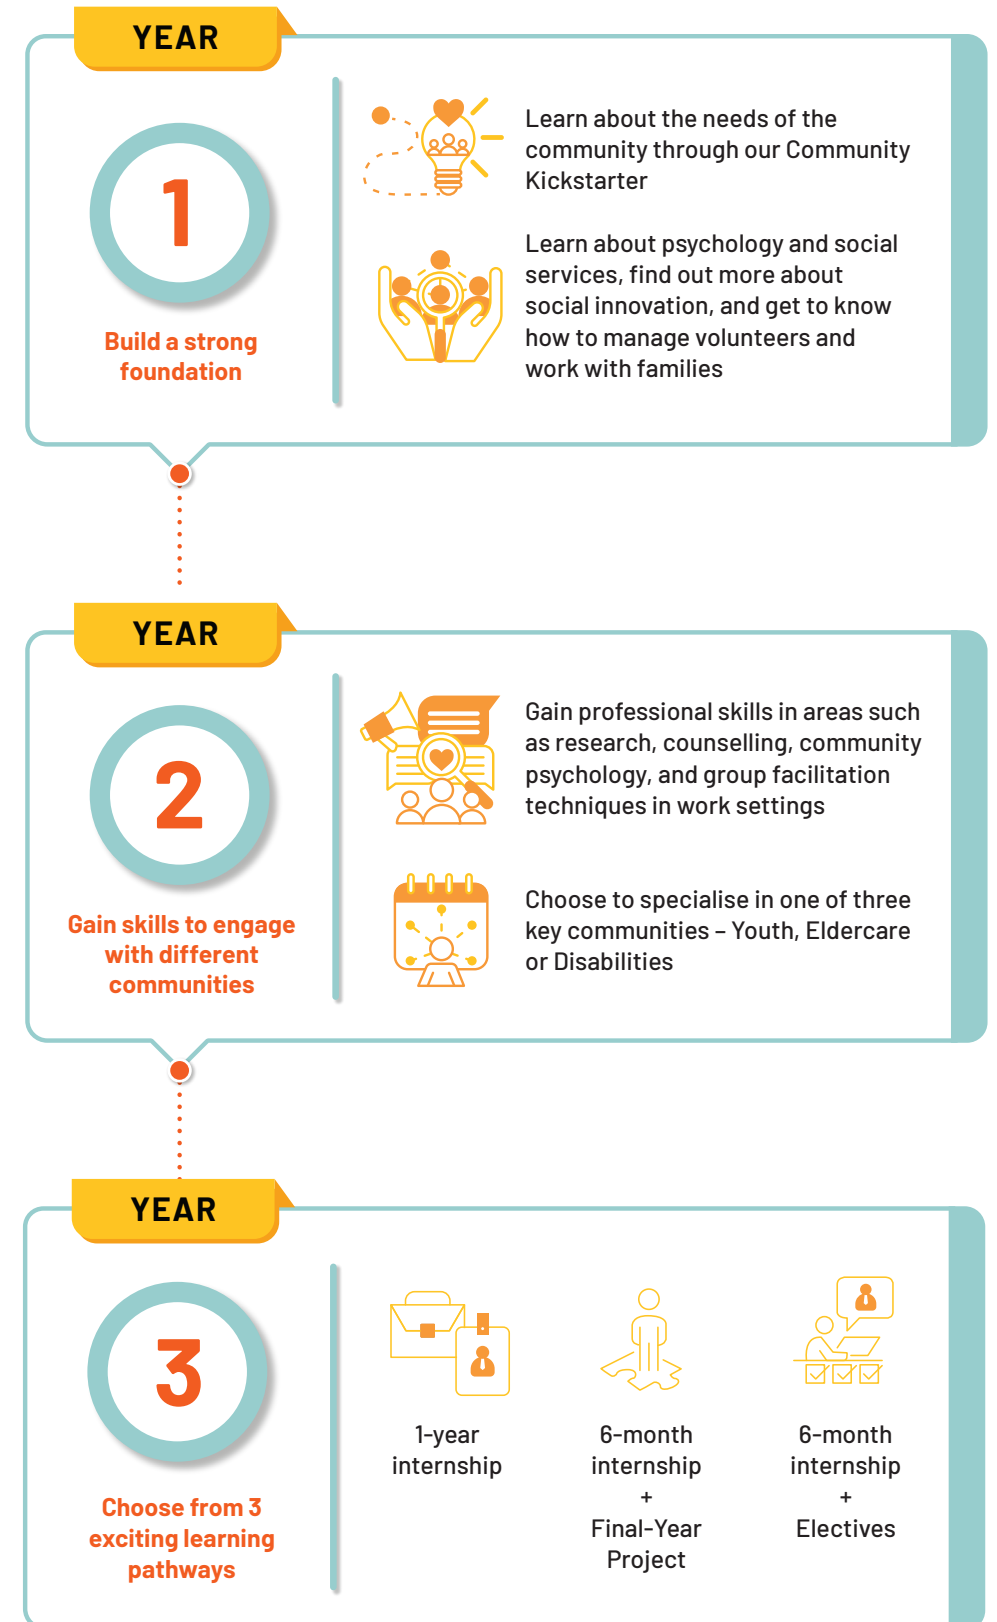 YEAR
1
Build a strong
foundation
Learn about the needs of the
community through our Community
Kickstarter
Learn about psychology and social
services, find out more about
social innovation, and get to know
how to manage volunteers and
work with families
YEAR
2
Gain skills to engage
with different
communities
Gain professional skills in areas such
as research, counselling, community
psychology, and group facilitation
techniques in work settings
Choose to specialise in one of three
key communities – Youth, Eldercare
or Disabilities
YEAR
3
Choose from 3
exciting learning
pathways
1-year
internship
6-month
internship
+
Final-Year
Project
6-month
internship
+
Electives